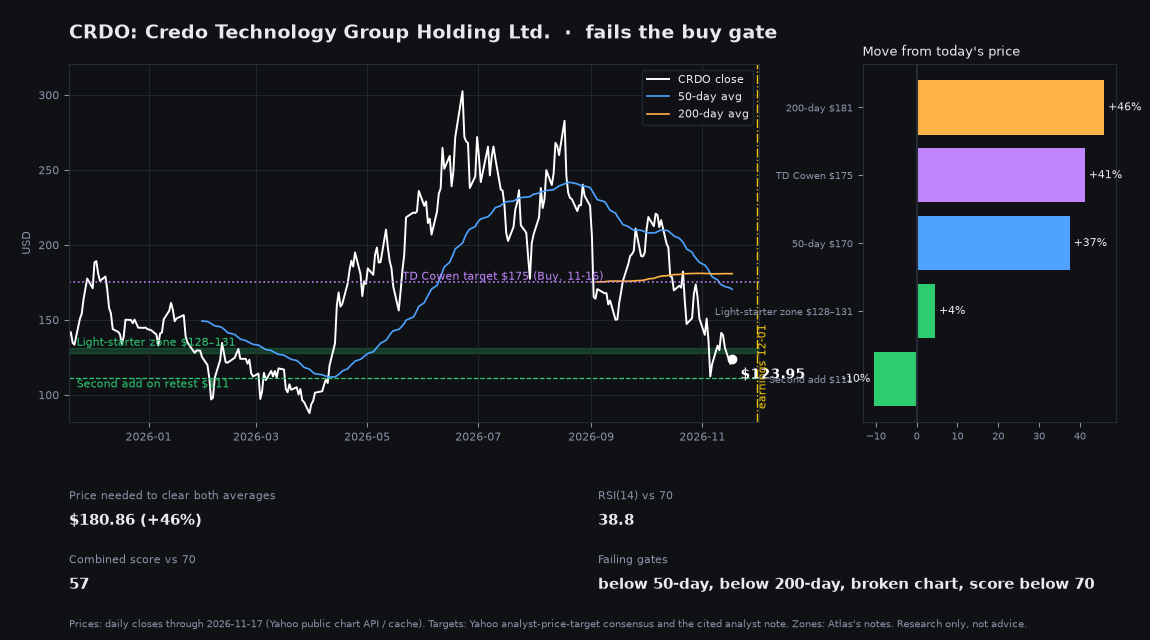 CRDO: Credo Technology Group Holding Ltd. · fails the buy gate
Move from today's price
CRDO close
50-day avg
200-day avg
300
250
200
150
100
USD
TD Cowen target $175 (Buy, 11-16)
Light-starter zone $128–131
Second add on retest $111
$123.95
earnings 12-01
2026-01
2026-03
2026-05
2026-07
2026-09
2026-11
200-day $181
+46%
TD Cowen $175
+41%
50-day $170
+37%
Light-starter zone $128–131
+4%
Second add $111
-10%
−10
0
10
20
30
40
Price needed to clear both averages
$180.86 (+46%)
RSI(14) vs 70
38.8
Combined score vs 70
57
Failing gates
below 50-day, below 200-day, broken chart, score below 70
Prices: daily closes through 2026-11-17 (Yahoo public chart API / cache). Targets: Yahoo analyst-price-target consensus and the cited analyst note. Zones: Atlas's notes. Research only, not advice.